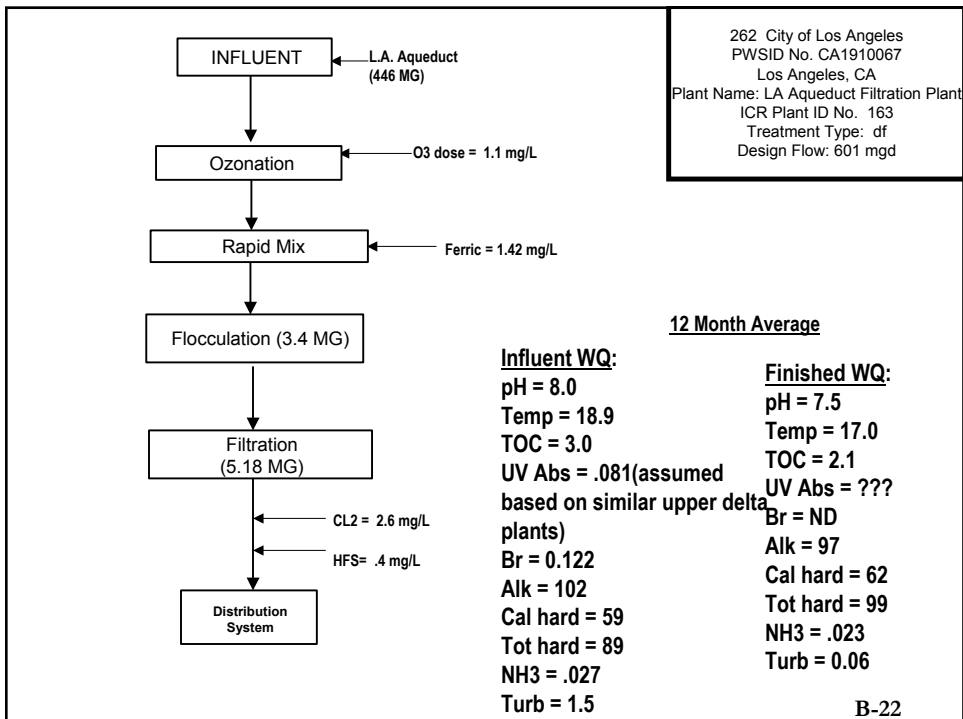 INFLUENT
L.A. Aqueduct
(446 MG)
Ozonation
O3 dose = 1.1 mg/L
Rapid Mix
Ferric = 1.42 mg/L
Flocculation (3.4 MG)
Filtration
(5.18 MG)
CL2 = 2.6 mg/L
HFS= .4 mg/L
Distribution
System
262 City of Los Angeles
PWSID No. CA1910067
Los Angeles, CA
Plant Name: LA Aqueduct Filtration Plant
ICR Plant ID No. 163
Treatment Type: df
Design Flow: 601 mgd
12 Month Average
Influent WQ:
pH = 8.0
Temp = 18.9
TOC = 3.0
UV Abs = .081(assumed
based on similar upper delta
plants)
Br = 0.122
Alk = 102
Cal hard = 59
Tot hard = 89
NH3 = .027
Turb = 1.5
Finished WQ:
pH = 7.5
Temp = 17.0
TOC = 2.1
UV Abs = ???
Br = ND
Alk = 97
Cal hard = 62
Tot hard = 99
NH3 = .023
Turb = 0.06
B-22